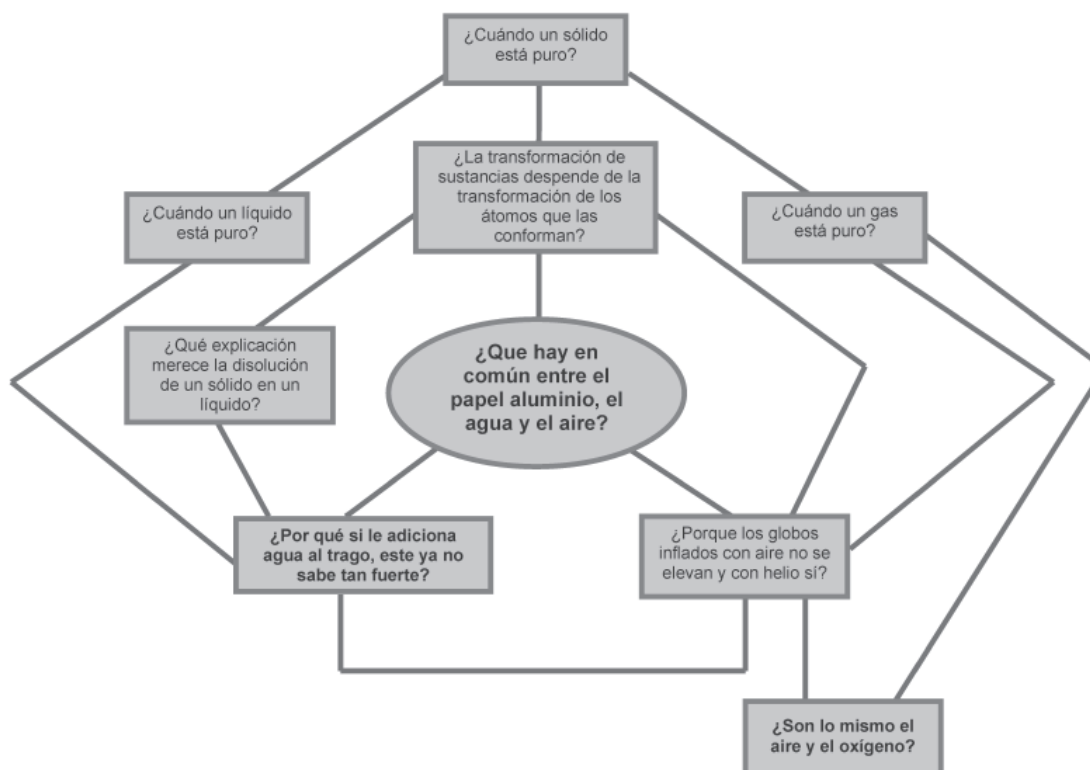 ¿Cuándo un sólido
está puro?
¿La transformación de
sustancias despende de la
transformación de los
átomos que las
conforman?
¿Cuándo un líquido
está puro?
¿Cuándo un gas
está puro?
¿Qué explicación
merece la disolución
de un sólido en un
líquido?
¿Que hay en
común entre el
papel aluminio, el
agua y el aire?
¿Por qué si le adiciona
agua al trago, este ya no
sabe tan fuerte?
¿Porque los globos
inflados con aire no se
elevan y con helio sí?
¿Son lo mismo el
aire y el oxígeno?